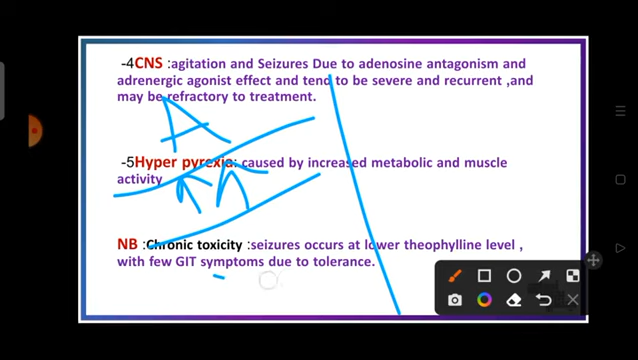 -4CNS :agitation and Seizures Due to adenosine antagonism and
adrenergic agonist effect and tend to be severe and recurrent ,and
may be refractory to treatment.
A
-5Hyper pyrexia: caused by increased metabolic and muscle
activity
NB :Chronic toxicity :seizures occurs at lower theophylline level ,
with few GIT symptoms due to tolerance.